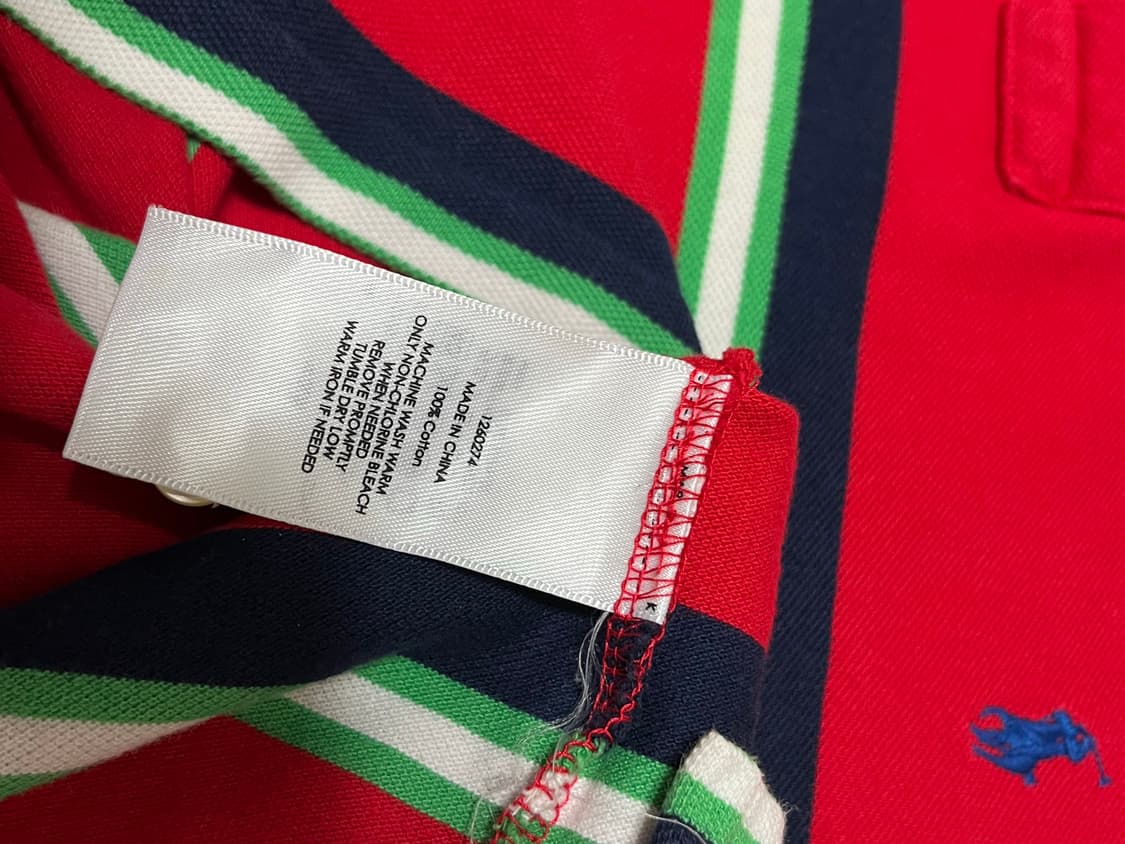 1260274
MADE IN CHINA
100% Cotton
MACHINE WASH WARM
ONLY NON-CHLORINE BLEACH
WHEN NEEDED
REMOVE PROMPTLY
TUMBLE DRY LOW
WARM IRON IF NEEDED